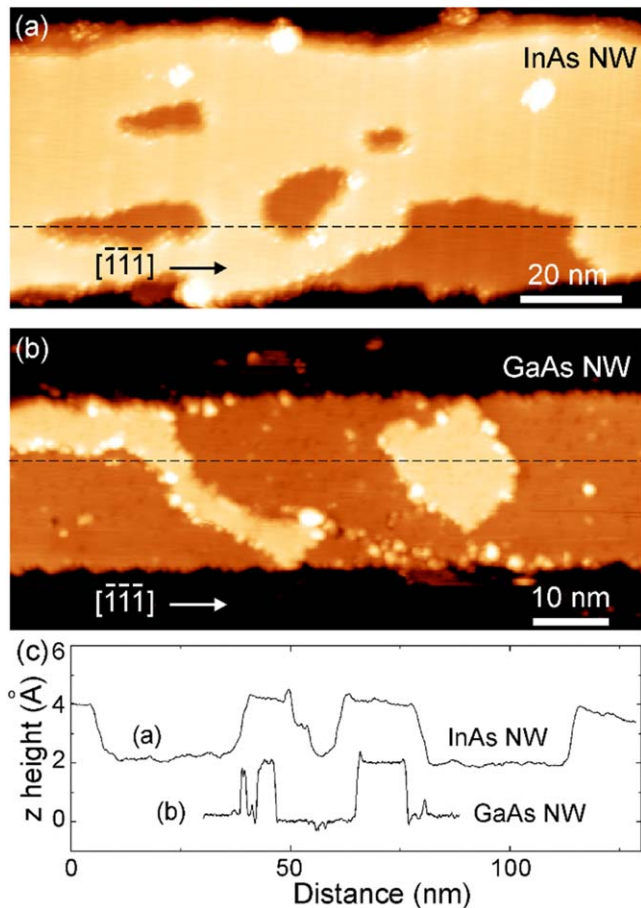 (a)
InAs NW
[1̅1̅1̅]
20 nm
(b)
GaAs NW
[1̅1̅1̅]
10 nm
(c)
6
4
2
0
z height (Å)
(a)
InAs NW
(b)
GaAs NW
0 50 100
Distance (nm)